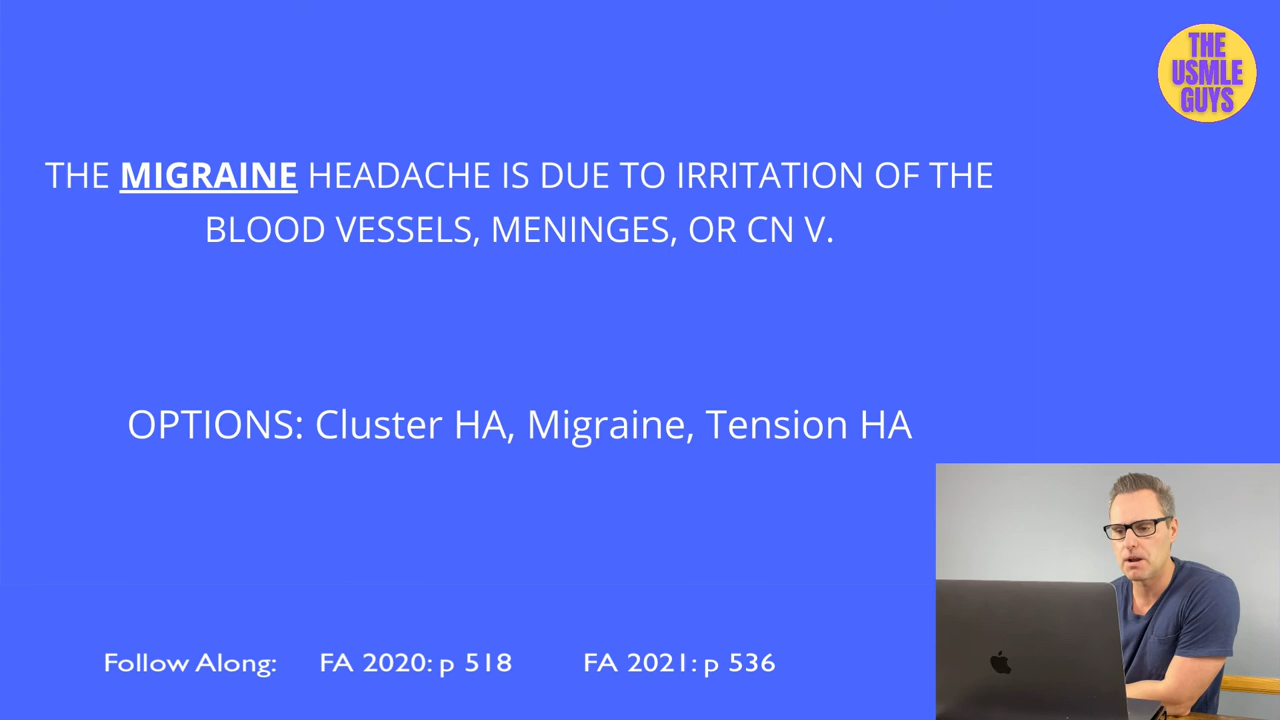 THE
USMLE
GUYS
THE MIGRAINE HEADACHE IS DUE TO IRRITATION OF THE
BLOOD VESSELS, MENINGES, OR CN V.
OPTIONS: Cluster HA, Migraine, Tension HA
Follow Along: FA 2020: p 518 FA 2021: p 536